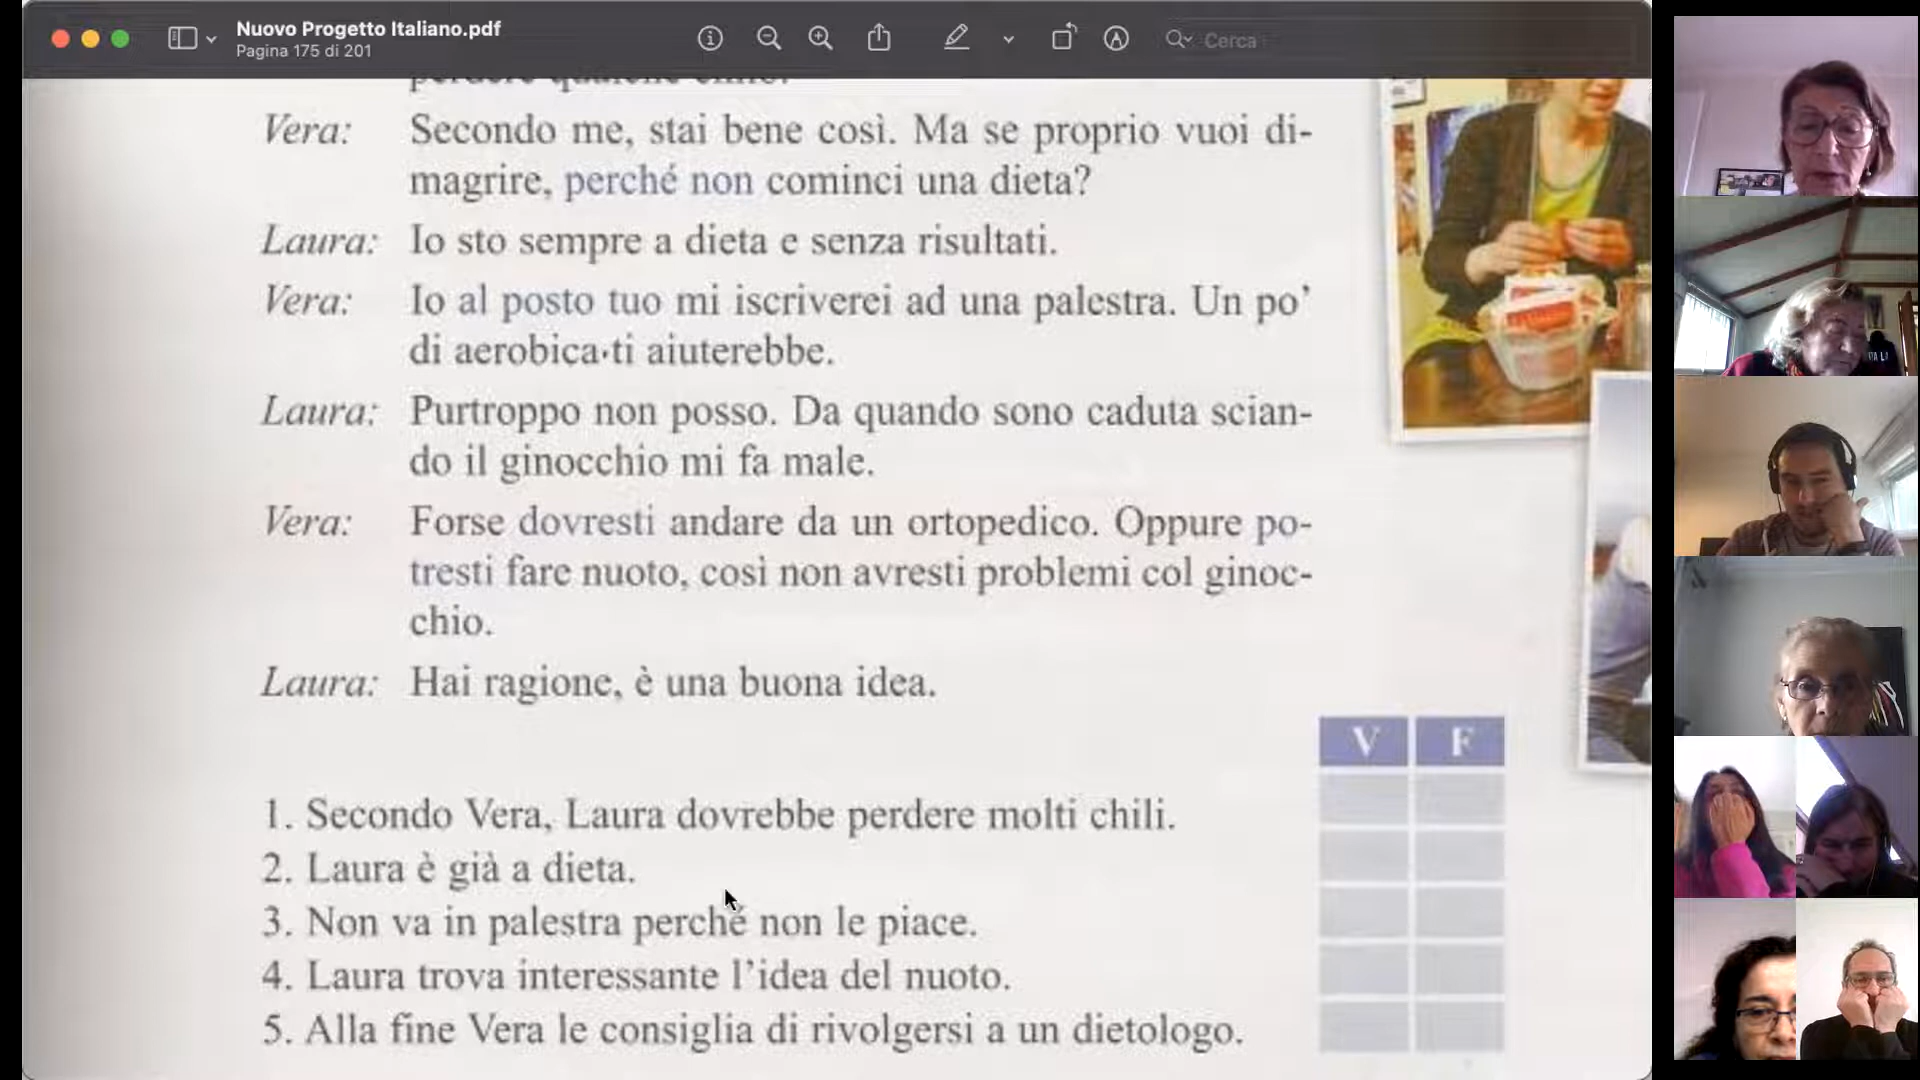 Nuovo Progetto Italiano.pdf
Pagina 175 di 201
Cerca
perdere qualche chilo.
Vera: Secondo me, stai bene così. Ma se proprio vuoi di-
magrire, perché non cominci una dieta?
Laura: Io sto sempre a dieta e senza risultati.
Vera: Io al posto tuo mi iscriverei ad una palestra. Un po’
di aerobica ti aiuterebbe.
Laura: Purtroppo non posso. Da quando sono caduta scian-
do il ginocchio mi fa male.
Vera: Forse dovresti andare da un ortopedico. Oppure po-
tresti fare nuoto, così non avresti problemi col ginoc-
chio.
Laura: Hai ragione, è una buona idea.
V F
1. Secondo Vera, Laura dovrebbe perdere molti chili.
2. Laura è già a dieta.
3. Non va in palestra perché non le piace.
4. Laura trova interessante l’idea del nuoto.
5. Alla fine Vera le consiglia di rivolgersi a un dietologo.